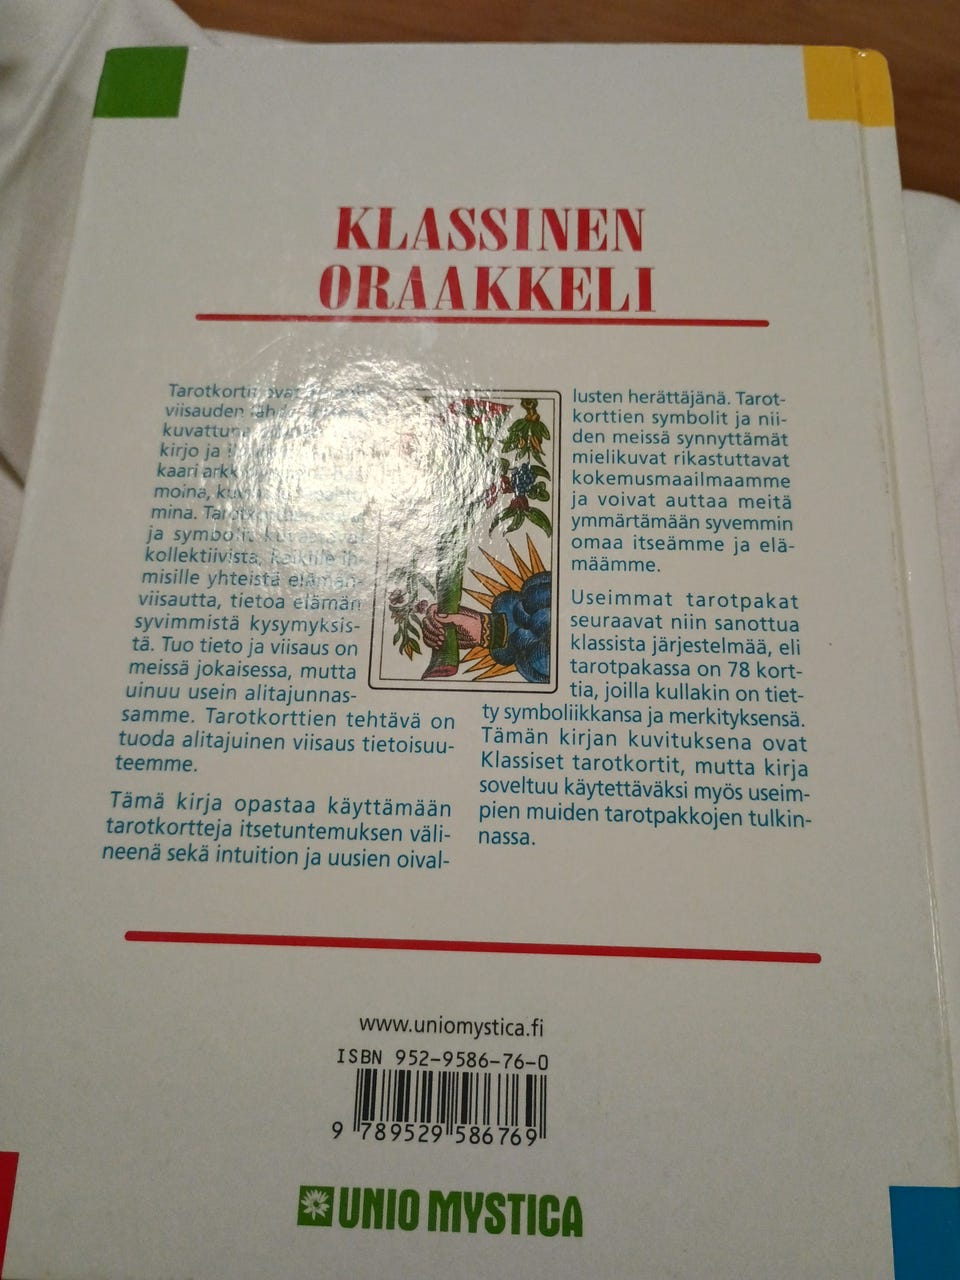 KLASSINEN
ORAAKKELI
Tarotkortit ovat
viisauden
kuvattuna
kirjo ja
kaari
moina,
mina.
ja symbolit
kollektiivista, kaikille ih-
misille yhteistä elämän-
viisautta, tietoa elämän
syvimmistä kysymyksis-
tä. Tuo tieto ja viisaus on
meissä jokaisessa, mutta
uinuu usein alitajunnas-
samme. Tarotkorttien tehtävä on
tuoda alitajuinen viisaus tietoisuu-
teemme.
Tämä kirja opastaa käyttämään
tarotkortteja itsetuntemuksen väli-
neenä sekä intuition ja uusien oival-
lusten herättäjänä. Tarot-
korttien symbolit ja nii-
den meissä synnyttämät
mielikuvat rikastuttavat
kokemusmaailmaamme
ja voivat auttaa meitä
ymmärtämään syvemmin
omaa itseämme ja elä-
määmme.
Useimmat tarotpakat
seuraavat niin sanottua
klassista järjestelmää, eli
tarotpakassa on 78 kort-
tia, joilla kullakin on tiet-
ty symboliikkansa ja merkityksensä.
Tämän kirjan kuvituksena ovat
Klassiset tarotkortit, mutta kirja
soveltuu käytettäväksi myös useim-
pien muiden tarotpakkojen tulkin-
nassa.
www.uniomystica.fi
ISBN 952-9586-76-0
9 789529 586769
UNIO MYSTICA